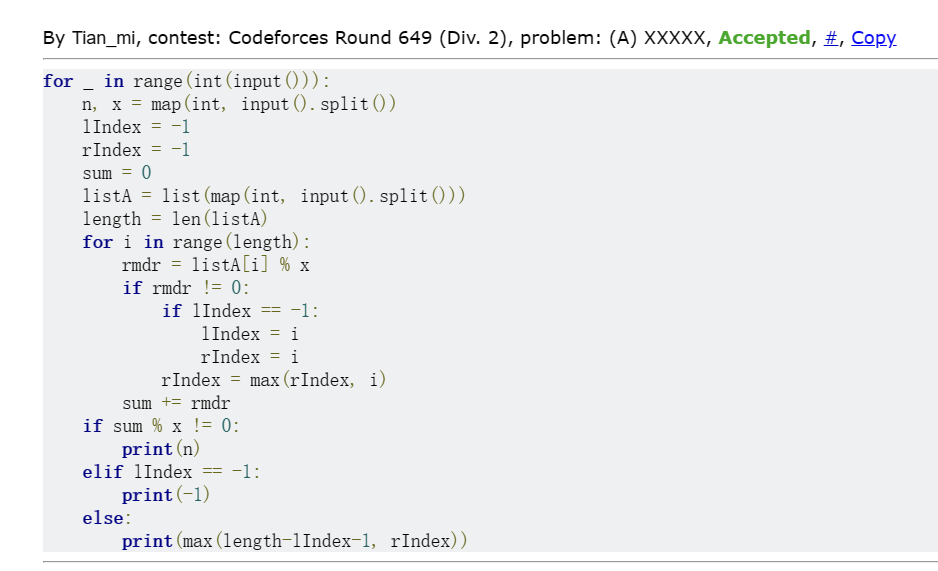 By Tian_mi, contest: Codeforces Round 649 (Div. 2), problem: (A) XXXXX, Accepted, #, Copy
for _ in range(int(input())):
    n, x = map(int, input().split())
    lIndex = -1
    rIndex = -1
    sum = 0
    listA = list(map(int, input().split()))
    length = len(listA)
    for i in range(length):
        rmdr = listA[i] % x
        if rmdr != 0:
            if lIndex == -1:
                lIndex = i
                rIndex = i
            rIndex = max(rIndex, i)
        sum += rmdr
    if sum % x != 0:
        print(n)
    elif lIndex == -1:
        print(-1)
    else:
        print(max(length-lIndex-1, rIndex))